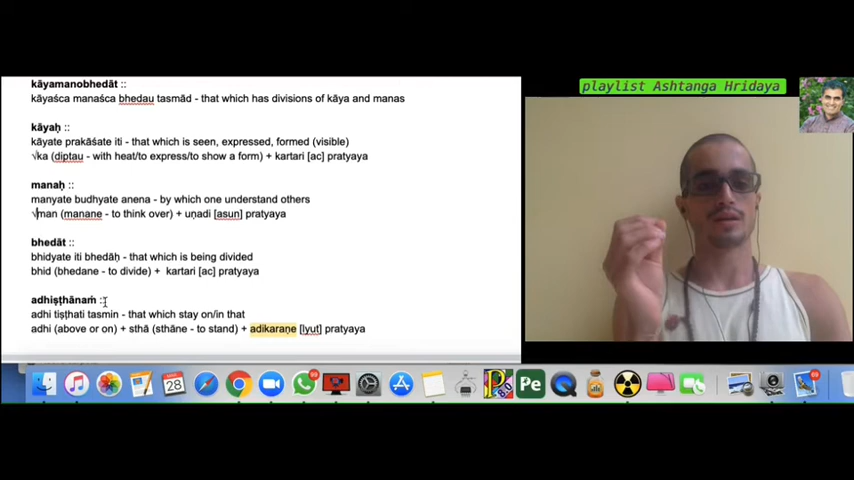 playlist Ashtanga Hridaya
kāyamanobhedāt ::
kāyaśca manaśca bhedau tasmād - that which has divisions of kāya and manas
kāyaḥ ::
kāyate prakāśate iti - that which is seen, expressed, formed (visible)
√ka (diptau - with heat/to express/to show a form) + kartari [ac] pratyaya
manaḥ ::
manyate budhyate anena - by which one understand others
√man (manane - to think over) + uṇadi [asun] pratyaya
bhedāt ::
bhidyate iti bhedāḥ - that which is being divided
bhid (bhedane - to divide) + kartari [ac] pratyaya
adhiṣṭhānaṁ ::
adhi tiṣṭhati tasmin - that which stay on/in that
adhi (above or on) + sthā (sthāne - to stand) + adikaraṇe [lyuṭ] pratyaya
28
Pe